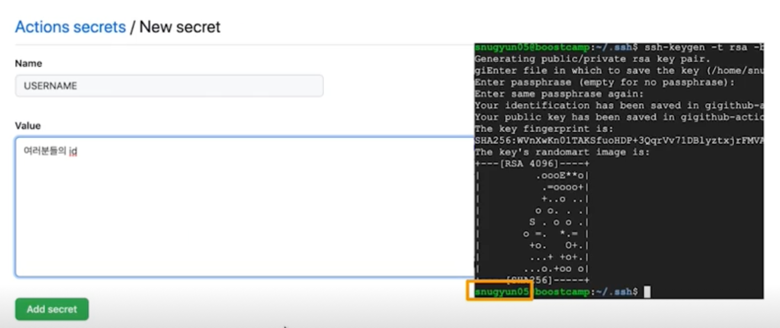 Actions secrets / New secret
Name
USERNAME
Value
여러분들의 id
Add secret
snugyun05@boostcamp:~/.ssh$ ssh-keygen -t rsa -b
Generating public/private rsa key pair.
giEnter file in which to save the key (/home/snu
Enter passphrase (empty for no passphrase):
Enter same passphrase again:
Your identification has been saved in gigithub-a
Your public key has been saved in gigithub-actio
The key fingerprint is:
The key's randomart image is:
+---[RSA 4096]----+
|        .oooE**o|
|         .=oooo+|
|         +..o ..|
|        o o. . .|
|       S . o o .|
|      o =.  *.= |
|       +o.   O+.|
|      ...+ +o+.|
|     ...o.+oo o|
+----[SHA256]-----+
snugyun05@boostcamp:~/.ssh$